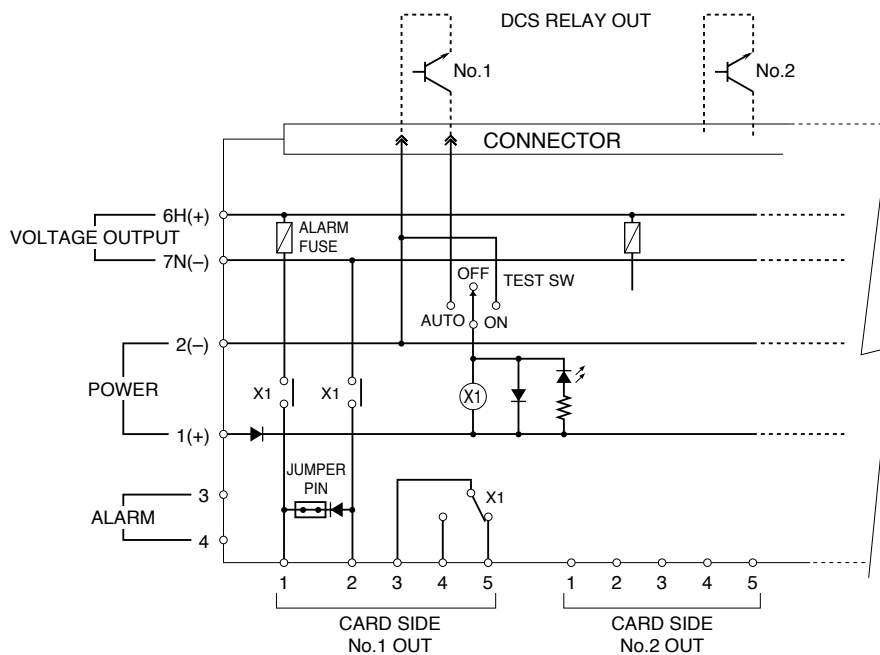 DCS RELAY OUT
No.1
No.2
CONNECTOR
6H(+)
VOLTAGE OUTPUT
7N(–)
ALARM
FUSE
OFF
TEST SW
AUTO
ON
2(–)
POWER
1(+)
X1
X1
X1
JUMPER
PIN
X1
3
ALARM
4
1 2 3 4 5
1 2 3 4 5
CARD SIDE
No.1 OUT
CARD SIDE
No.2 OUT